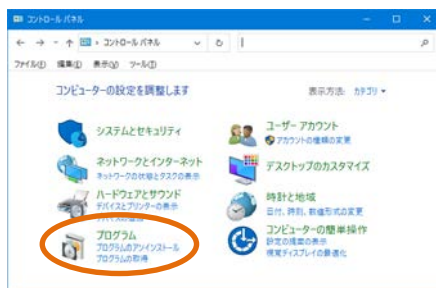 コントロール パネル
コントロール パネル
ファイル(F) 編集(E) 表示(V) ツール(T)
コンピューターの設定を調整します
表示方法: カテゴリ
システムとセキュリティ
ネットワークとインターネット
ネットワークの状態とタスクの表示
ハードウェアとサウンド
デバイスとプリンターの表示
デバイスの追加
プログラム
プログラムのアンインストール
プログラムの取得
ユーザー アカウント
アカウントの種類の変更
デスクトップのカスタマイズ
時計と地域
日付、時刻、数値形式の変更
コンピューターの簡単操作
設定の提案の表示
視覚ディスプレイの最適化